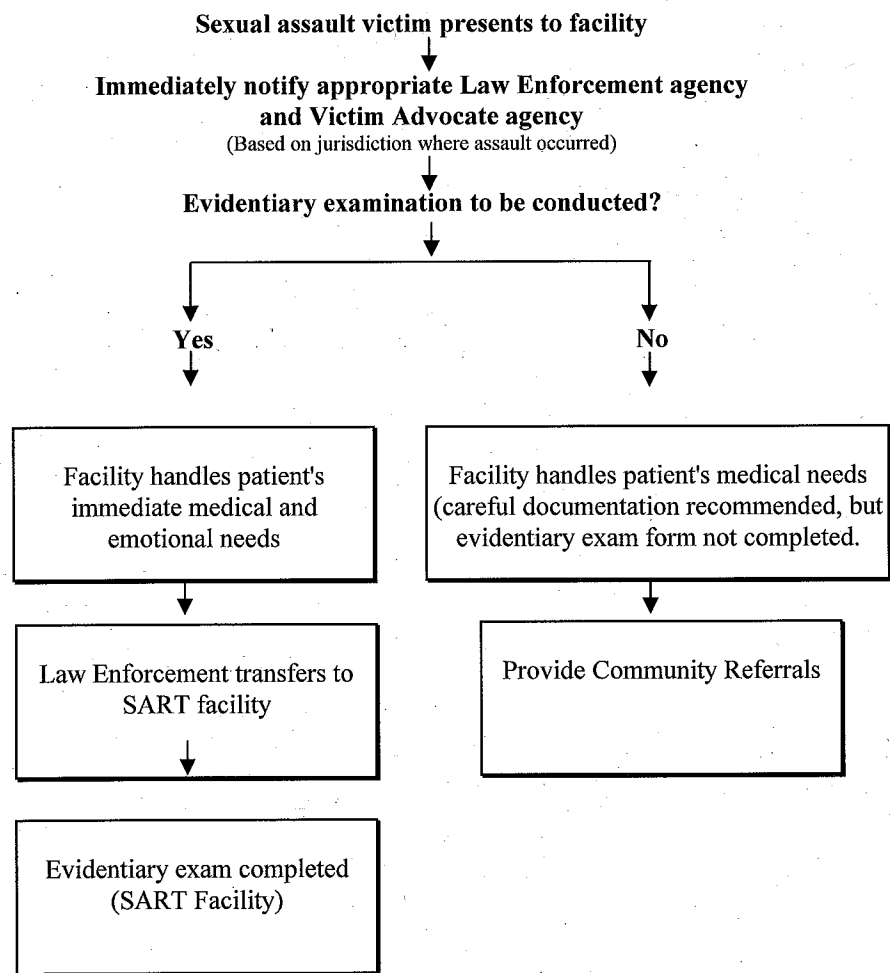 Sexual assault victim presents to facility
Immediately notify appropriate Law Enforcement agency
and Victim Advocate agency
(Based on jurisdiction where assault occurred)
Evidentiary examination to be conducted?
Yes
No
Facility handles patient's
immediate medical and
emotional needs
Facility handles patient's medical needs
(careful documentation recommended, but
evidentiary exam form not completed.
Law Enforcement transfers to
SART facility
Provide Community Referrals
Evidentiary exam completed
(SART Facility)